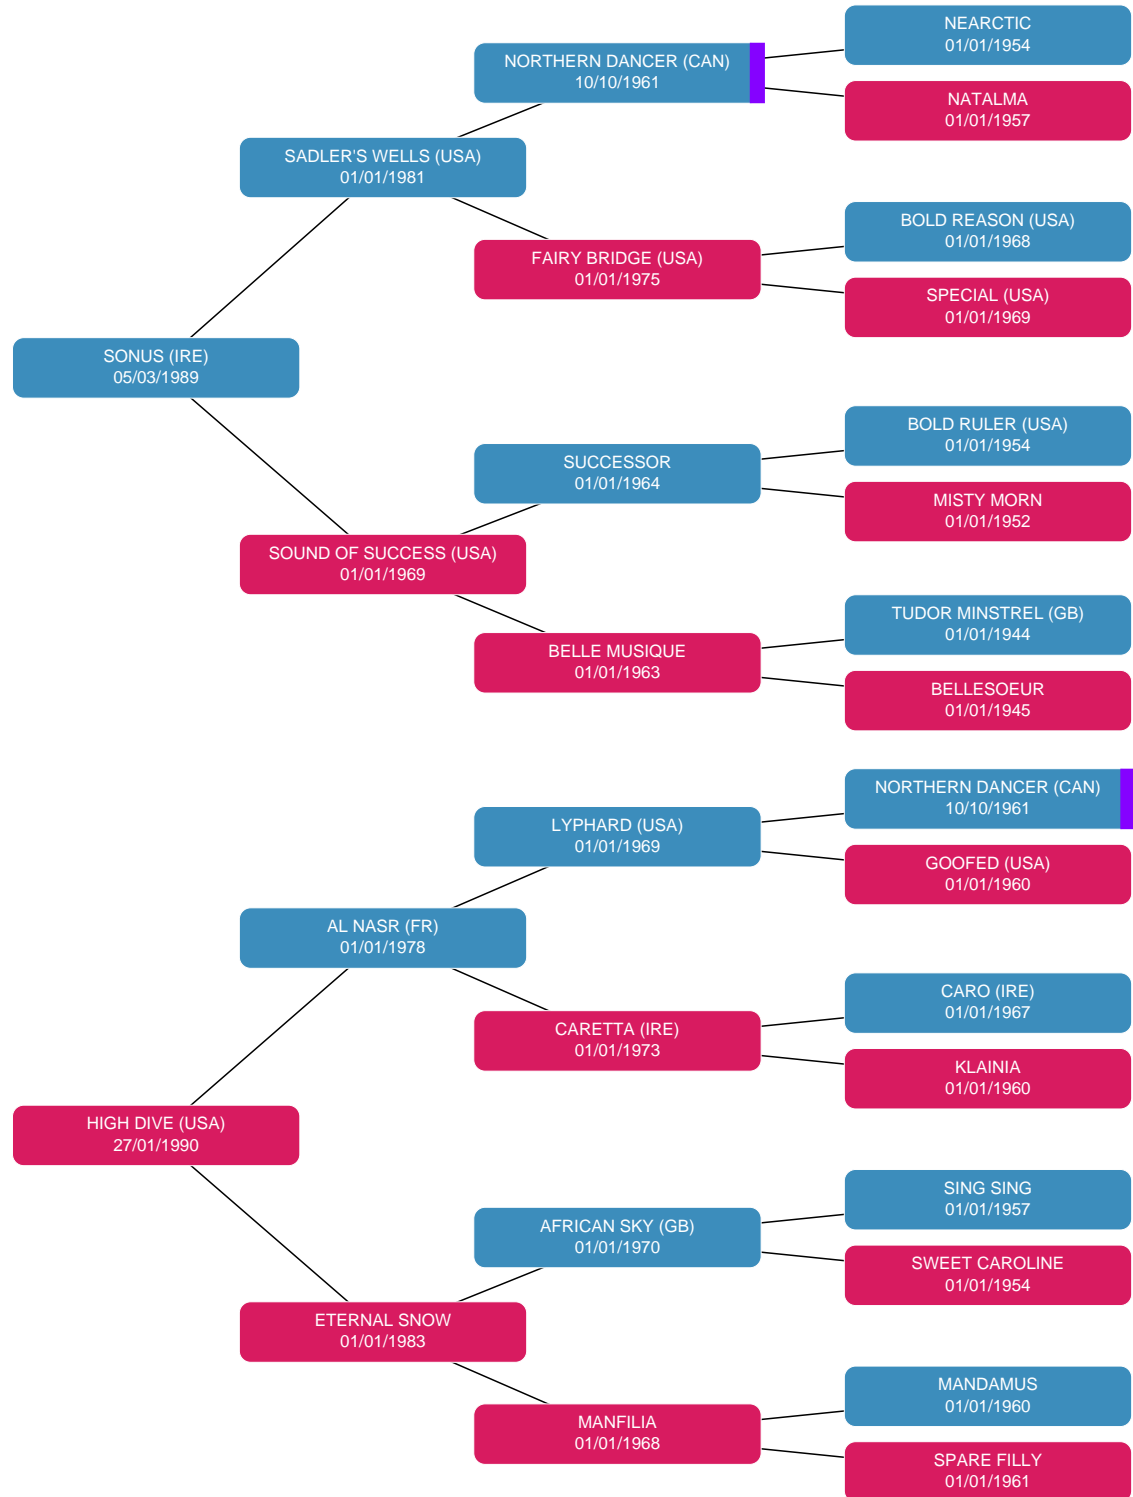 NEARCTIC
01/01/1954
NORTHERN DANCER (CAN)
10/10/1961
NATALMA
01/01/1957
SADLER'S WELLS (USA)
01/01/1981
BOLD REASON (USA)
01/01/1968
FAIRY BRIDGE (USA)
01/01/1975
SPECIAL (USA)
01/01/1969
SONUS (IRE)
05/03/1989
BOLD RULER (USA)
01/01/1954
SUCCESSOR
01/01/1964
MISTY MORN
01/01/1952
SOUND OF SUCCESS (USA)
01/01/1969
TUDOR MINSTREL (GB)
01/01/1944
BELLE MUSIQUE
01/01/1963
BELLESOEUR
01/01/1945
NORTHERN DANCER (CAN)
10/10/1961
LYPHARD (USA)
01/01/1969
GOOFED (USA)
01/01/1960
AL NASR (FR)
01/01/1978
CARO (IRE)
01/01/1967
CARETTA (IRE)
01/01/1973
KLAINIA
01/01/1960
HIGH DIVE (USA)
27/01/1990
SING SING
01/01/1957
AFRICAN SKY (GB)
01/01/1970
SWEET CAROLINE
01/01/1954
ETERNAL SNOW
01/01/1983
MANDAMUS
01/01/1960
MANFILIA
01/01/1968
SPARE FILLY
01/01/1961